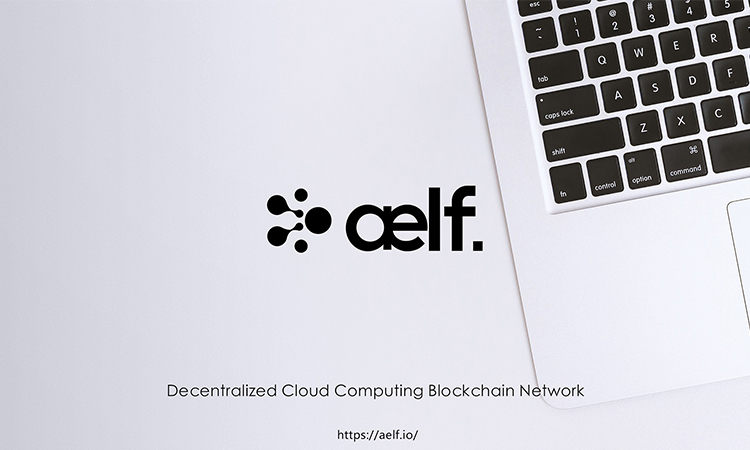 esc ! 1 @ 2 # 3 $ 4 5
~ `
tab Q W E R
caps lock A S D F
shift Z X C
fn control alt option ⌘ command
ælf.
Decentralized Cloud Computing Blockchain Network
https://aelf.io/